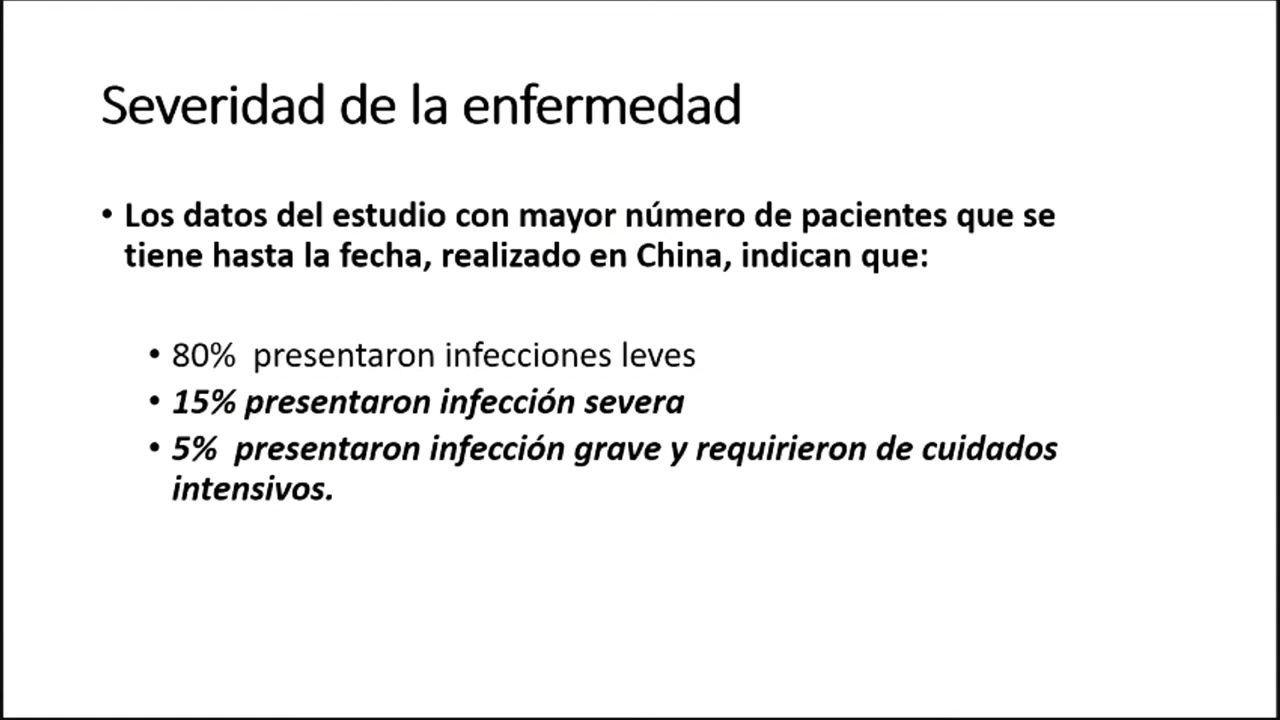 Severidad de la enfermedad
• Los datos del estudio con mayor número de pacientes que se
tiene hasta la fecha, realizado en China, indican que:
• 80% presentaron infecciones leves
• 15% presentaron infección severa
• 5% presentaron infección grave y requirieron de cuidados
intensivos.